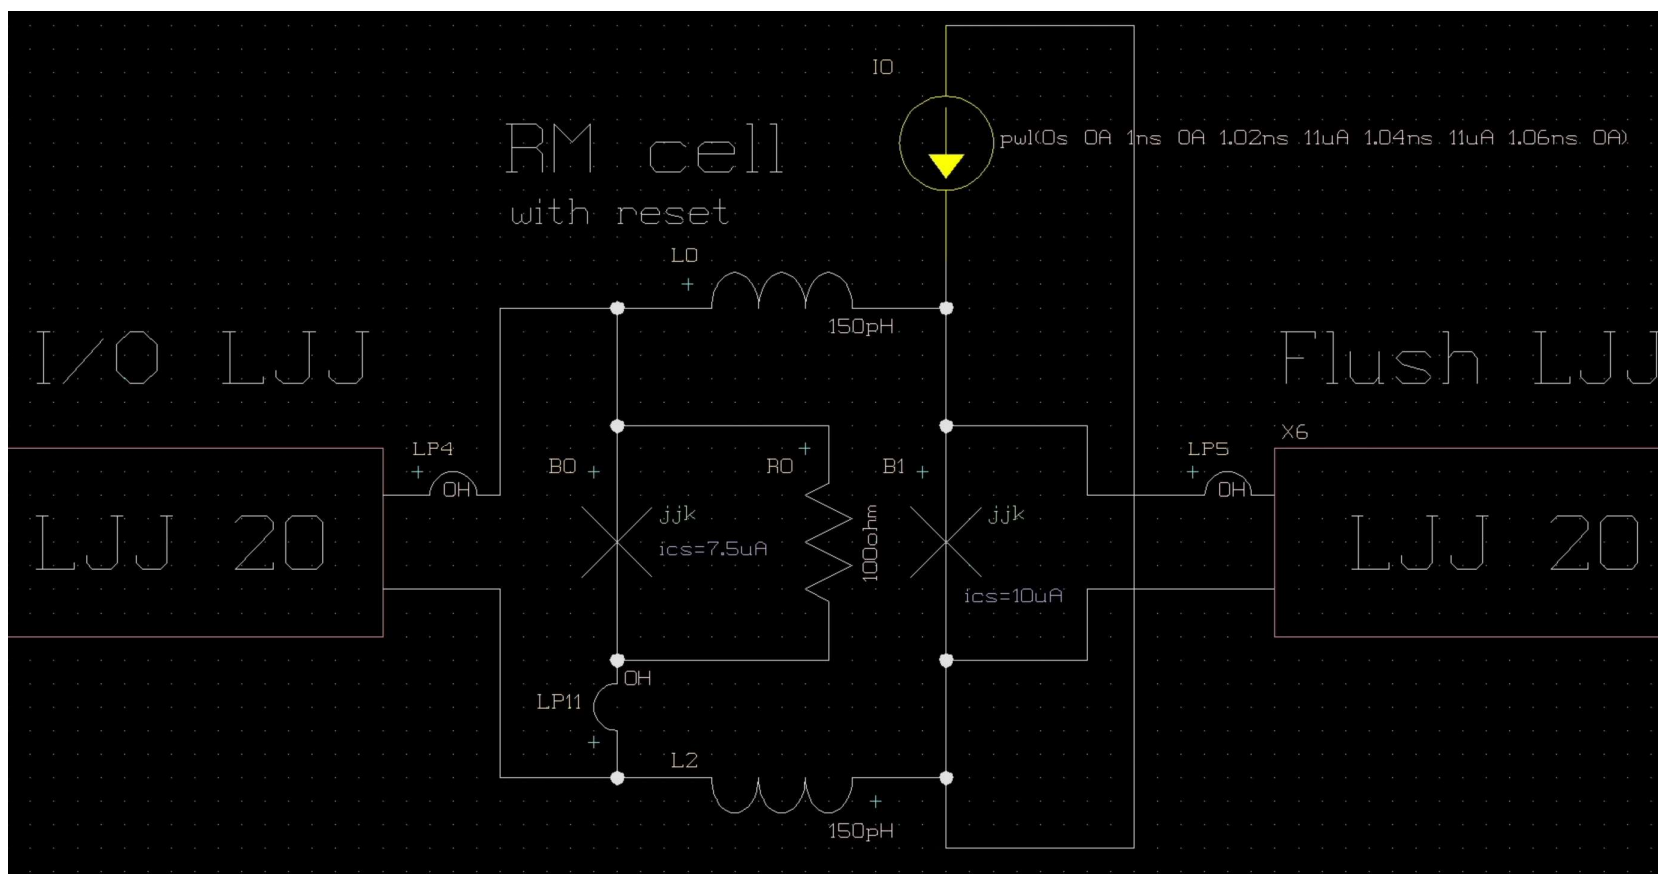 I0
pwl(0s 0A 1ns 0A 1.02ns 11uA 1.04ns 11uA 1.06ns 0A)
RM cell
with reset
L0
150pH
I/O LJJ
Flush LJJ
X6
LP4
0H
B0
R0
B1
LP5
0H
jjk
ics=7.5uA
100ohm
jjk
ics=10uA
LJJ 20
LJJ 20
0H
LP11
L2
150pH